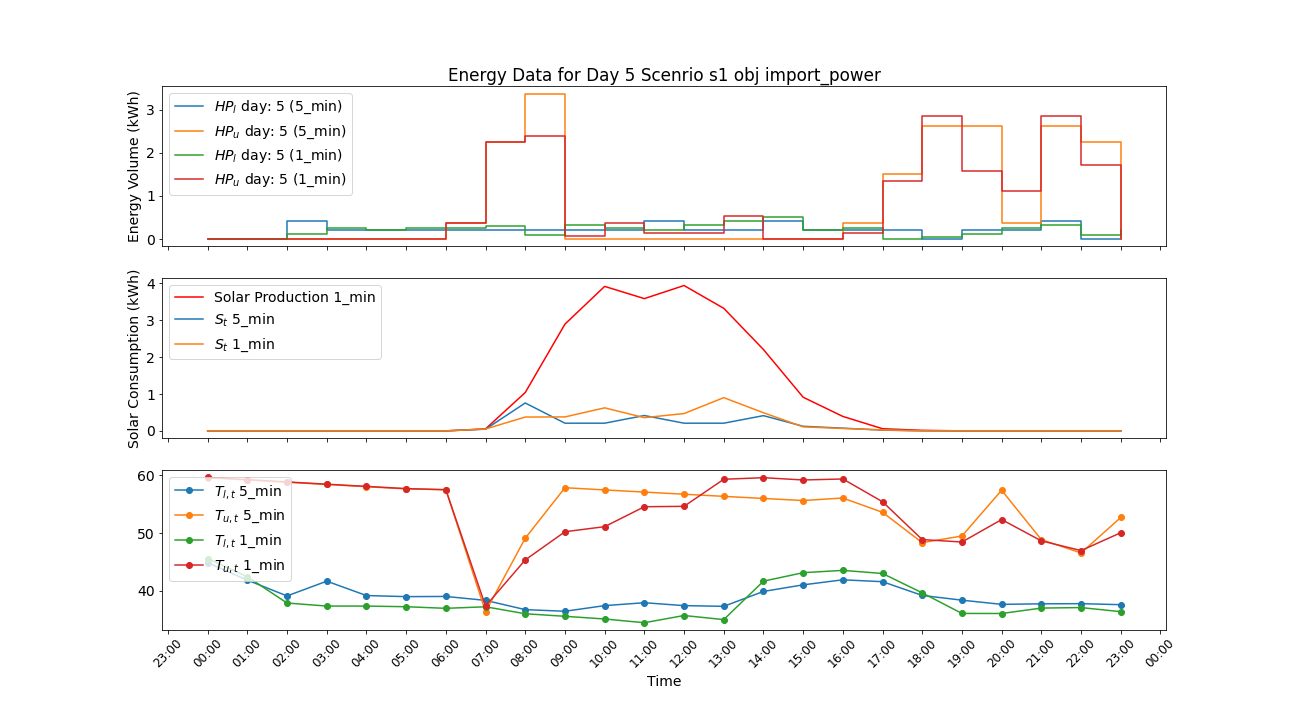 Energy Data for Day 5 Scenrio s1 obj import_power
Energy Volume (kWh)
3
2
1
0
HP_l day: 5 (5_min)
HP_u day: 5 (5_min)
HP_l day: 5 (1_min)
HP_u day: 5 (1_min)
Solar Consumption (kWh)
4
3
2
1
0
Solar Production 1_min
S_t 5_min
S_t 1_min
60
50
40
T_{l,t} 5_min
T_{u,t} 5_min
T_{l,t} 1_min
T_{u,t} 1_min
23:00 00:00 01:00 02:00 03:00 04:00 05:00 06:00 07:00 08:00 09:00 10:00 11:00 12:00 13:00 14:00 15:00 16:00 17:00 18:00 19:00 20:00 21:00 22:00 23:00 00:00
Time